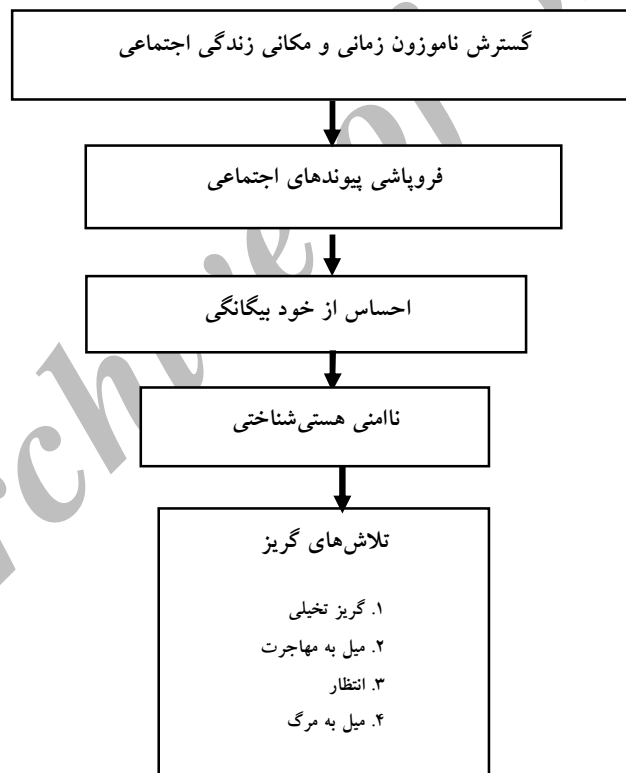 گسترش ناموزون زمانی و مکانی زندگی اجتماعی
فروپاشی پیوندهای اجتماعی
احساس از خود بیگانگی
ناامنی هستی‌شناختی
تلاش‌های گریز
۱. گریز تخیلی
۲. میل به مهاجرت
۳. انتظار
۴. میل به مرگ